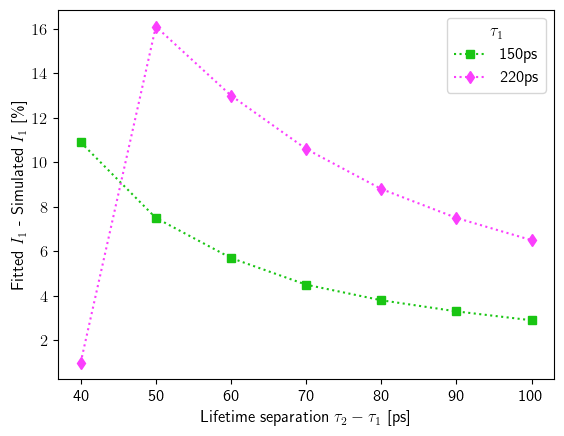 τ₁
150ps
220ps
Fitted I₁ - Simulated I₁ [%]
16
14
12
10
8
6
4
2
40 50 60 70 80 90 100
Lifetime separation τ₂ − τ₁ [ps]